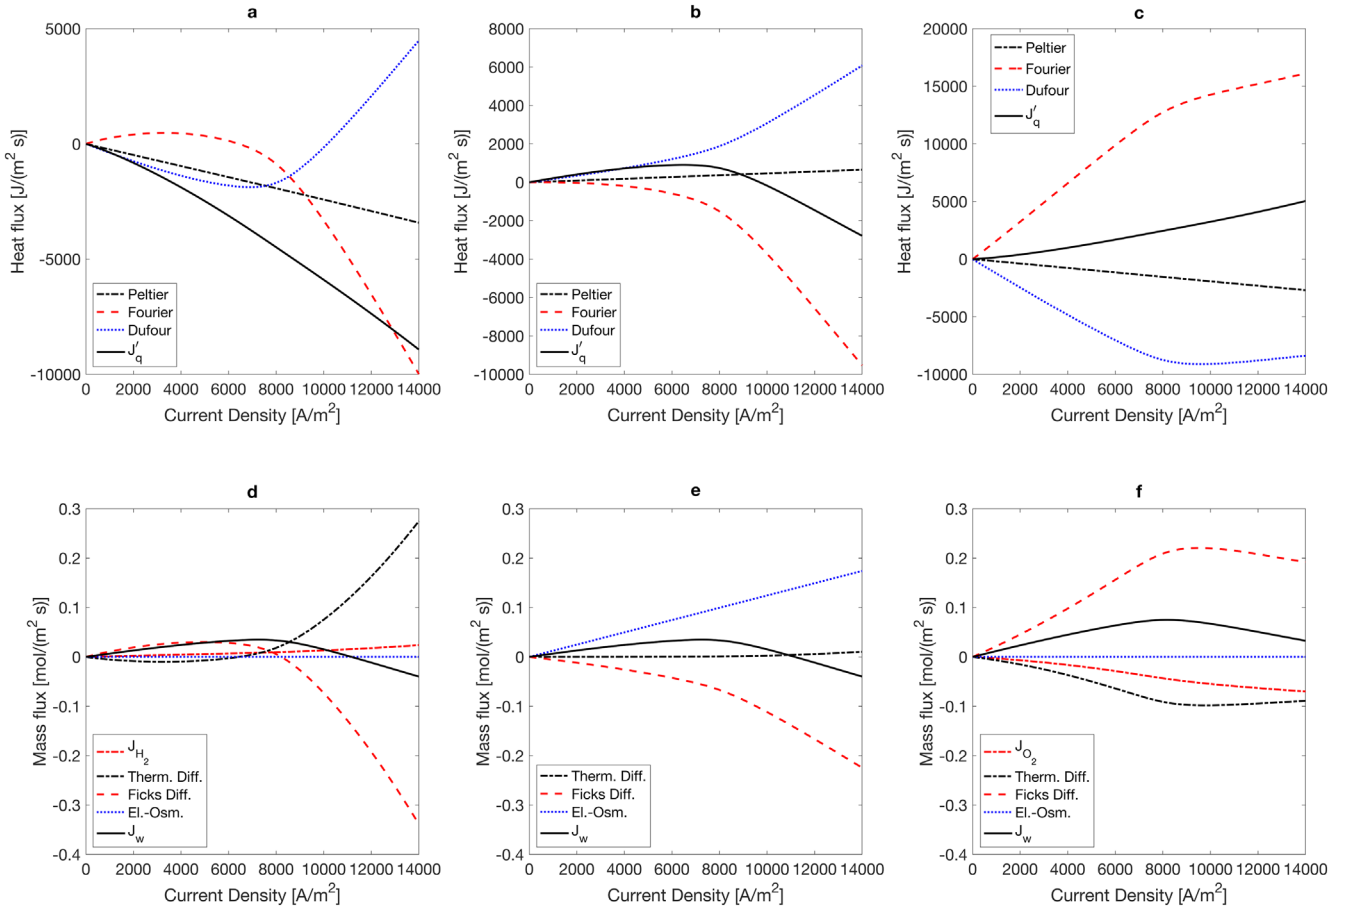 a
5000
0
-5000
-10000
Heat flux [J/(m² s)]
Peltier
Fourier
Dufour
J′q
0 2000 4000 6000 8000 10000 12000 14000
Current Density [A/m²]
b
8000
6000
4000
2000
0
-2000
-4000
-6000
-8000
-10000
Heat flux [J/(m² s)]
Peltier
Fourier
Dufour
J′q
0 2000 4000 6000 8000 10000 12000 14000
Current Density [A/m²]
c
20000
15000
10000
5000
0
-5000
-10000
Heat flux [J/(m² s)]
Peltier
Fourier
Dufour
J′q
0 2000 4000 6000 8000 10000 12000 14000
Current Density [A/m²]
d
0.3
0.2
0.1
0
-0.1
-0.2
-0.3
-0.4
Mass flux [mol/(m² s)]
JH2
Therm. Diff.
Ficks Diff.
El.-Osm.
Jw
0 2000 4000 6000 8000 10000 12000 14000
Current Density [A/m²]
e
0.3
0.2
0.1
0
-0.1
-0.2
-0.3
-0.4
Mass flux [mol/(m² s)]
Therm. Diff.
Ficks Diff.
El.-Osm.
Jw
0 2000 4000 6000 8000 10000 12000 14000
Current Density [A/m²]
f
0.3
0.2
0.1
0
-0.1
-0.2
-0.3
-0.4
Mass flux [mol/(m² s)]
JO2
Therm. Diff.
Ficks Diff.
El.-Osm.
Jw
0 2000 4000 6000 8000 10000 12000 14000
Current Density [A/m²]